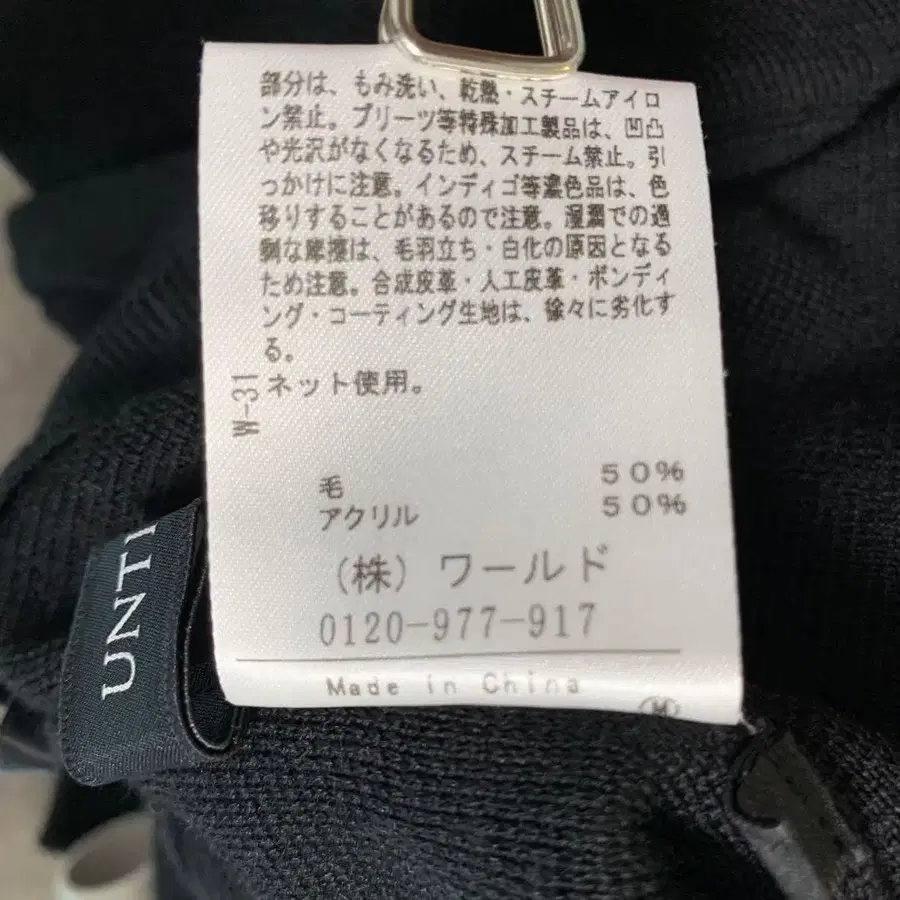 部分は、もみ洗い、乾熱・スチームアイロ
ン禁止。プリーツ等特殊加工製品は、凹凸
や光沢がなくなるため、スチーム禁止。引
っかけに注意。インディゴ等濃色品は、色
移りすることがあるので注意。湿潤での過
剰な摩擦は、毛羽立ち・白化の原因となる
ため注意。合成皮革・人工皮革・ボンディ
ング・コーティング生地は、徐々に劣化す
る。
ネット使用。
W-31
毛 50%
アクリル 50%
(株) ワールド
0120-977-917
Made in China
M
UNTI